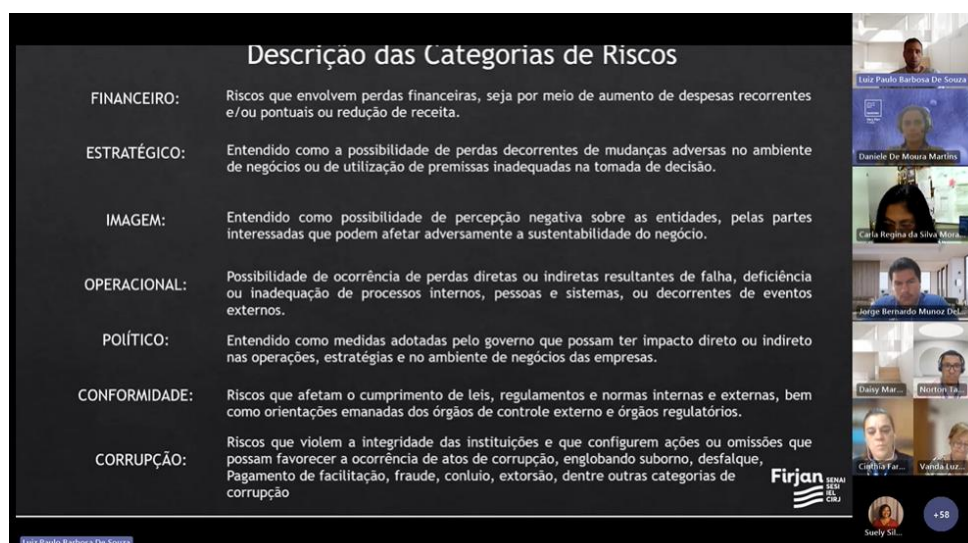 Descrição das Categorias de Riscos
FINANCEIRO:
Riscos que envolvem perdas financeiras, seja por meio de aumento de despesas recorrentes
e/ou pontuais ou redução de receita.
ESTRATÉGICO:
Entendido como a possibilidade de perdas decorrentes de mudanças adversas no ambiente
de negócios ou de utilização de premissas inadequadas na tomada de decisão.
IMAGEM:
Entendido como possibilidade de percepção negativa sobre as entidades, pelas partes
interessadas que podem afetar adversamente a sustentabilidade do negócio.
OPERACIONAL:
Possibilidade de ocorrência de perdas diretas ou indiretas resultantes de falha, deficiência
ou inadequação de processos internos, pessoas e sistemas, ou decorrentes de eventos
externos.
POLÍTICO:
Entendido como medidas adotadas pelo governo que possam ter impacto direto ou indireto
nas operações, estratégias e no ambiente de negócios das empresas.
CONFORMIDADE:
Riscos que afetam o cumprimento de leis, regulamentos e normas internas e externas, bem
como orientações emanadas dos órgãos de controle externo e órgãos regulatórios.
CORRUPÇÃO:
Riscos que violem a integridade das instituições e que configurem ações ou omissões que
possam favorecer a ocorrência de atos de corrupção, englobando suborno, desfalque,
Pagamento de facilitação, fraude, conluio, extorsão, dentre outras categorias de
corrupção
Firjan
SENAI
SESI
IEL
CIRJ
Luiz Paulo Barbosa De Souza
Luiz Paulo Barbosa De Souza
Daniele De Moura Martins
Carla Regina da Silva Mora...
Jorge Bernardo Munoz Del...
Daisy Mar...
Norton Ta...
Cinthia Far...
Vanda Luz...
Suely Sil...
+58